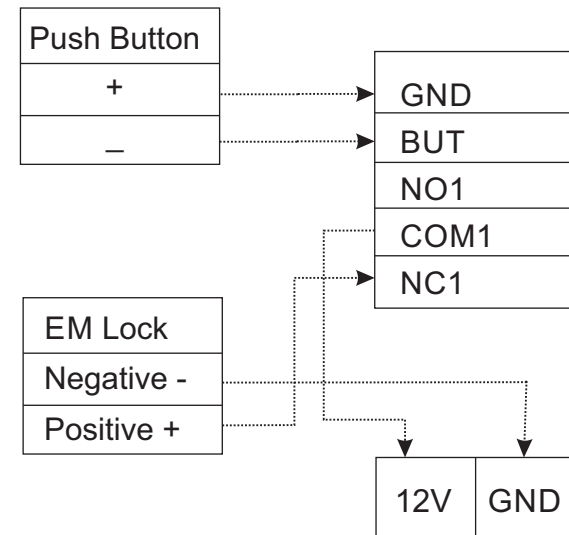 Push Button
+
–
GND
BUT
NO1
COM1
NC1
EM Lock
Negative -
Positive +
12V
GND